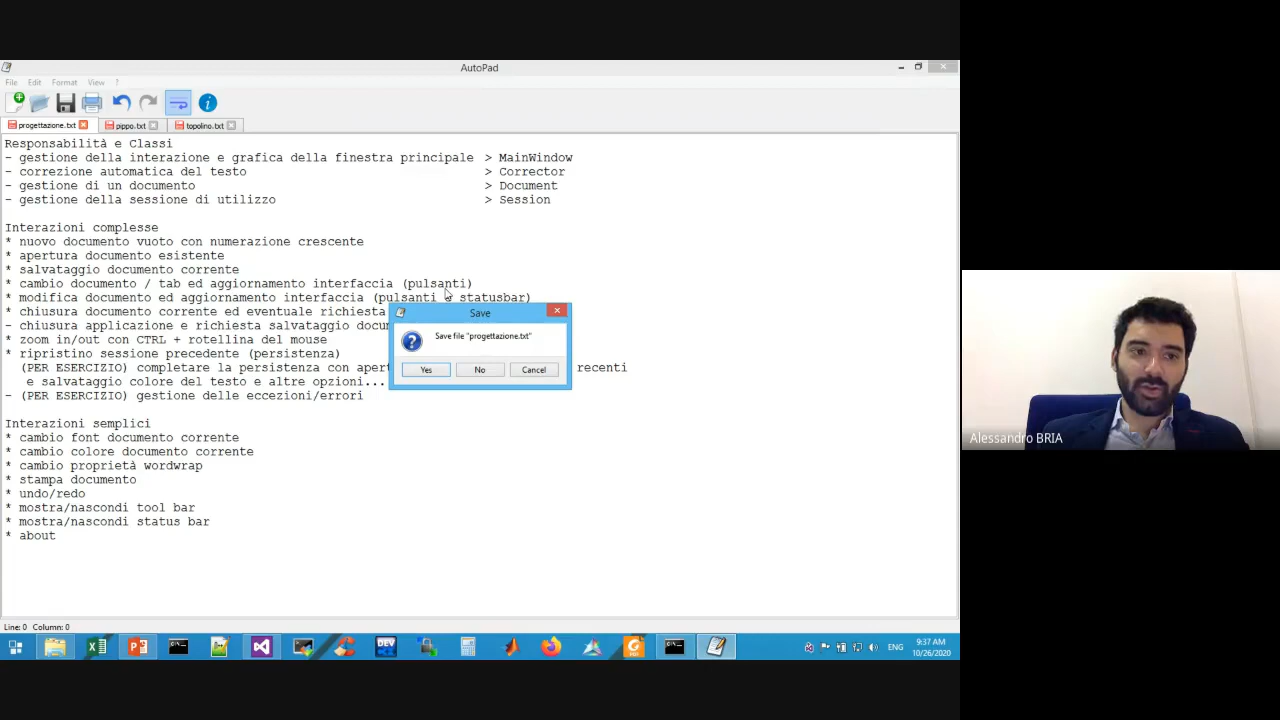 AutoPad
File Edit Format View ?
progettazione.txt pippo.txt topolino.txt
Responsabilità e Classi
- gestione della interazione e grafica della finestra principale > MainWindow
- correzione automatica del testo > Corrector
- gestione di un documento > Document
- gestione della sessione di utilizzo > Session
Interazioni complesse
* nuovo documento vuoto con numerazione crescente
* apertura documento esistente
* salvataggio documento corrente
* cambio documento / tab ed aggiornamento interfaccia (pulsanti)
* modifica documento ed aggiornamento interfaccia (pulsanti e statusbar)
* chiusura documento corrente ed eventuale richiesta
- chiusura applicazione e richiesta salvataggio docu
* zoom in/out con CTRL + rotellina del mouse
* ripristino sessione precedente (persistenza)
(PER ESERCIZIO) completare la persistenza con apert recenti
e salvataggio colore del testo e altre opzioni...
- (PER ESERCIZIO) gestione delle eccezioni/errori
Interazioni semplici
* cambio font documento corrente
* cambio colore documento corrente
* cambio proprietà wordwrap
* stampa documento
* undo/redo
* mostra/nascondi tool bar
* mostra/nascondi status bar
* about
Save
Save file "progettazione.txt"
Yes No Cancel
Alessandro BRIA
Line: 0 Column: 0
DEV
PDF
ENG
9:37 AM
10/26/2020